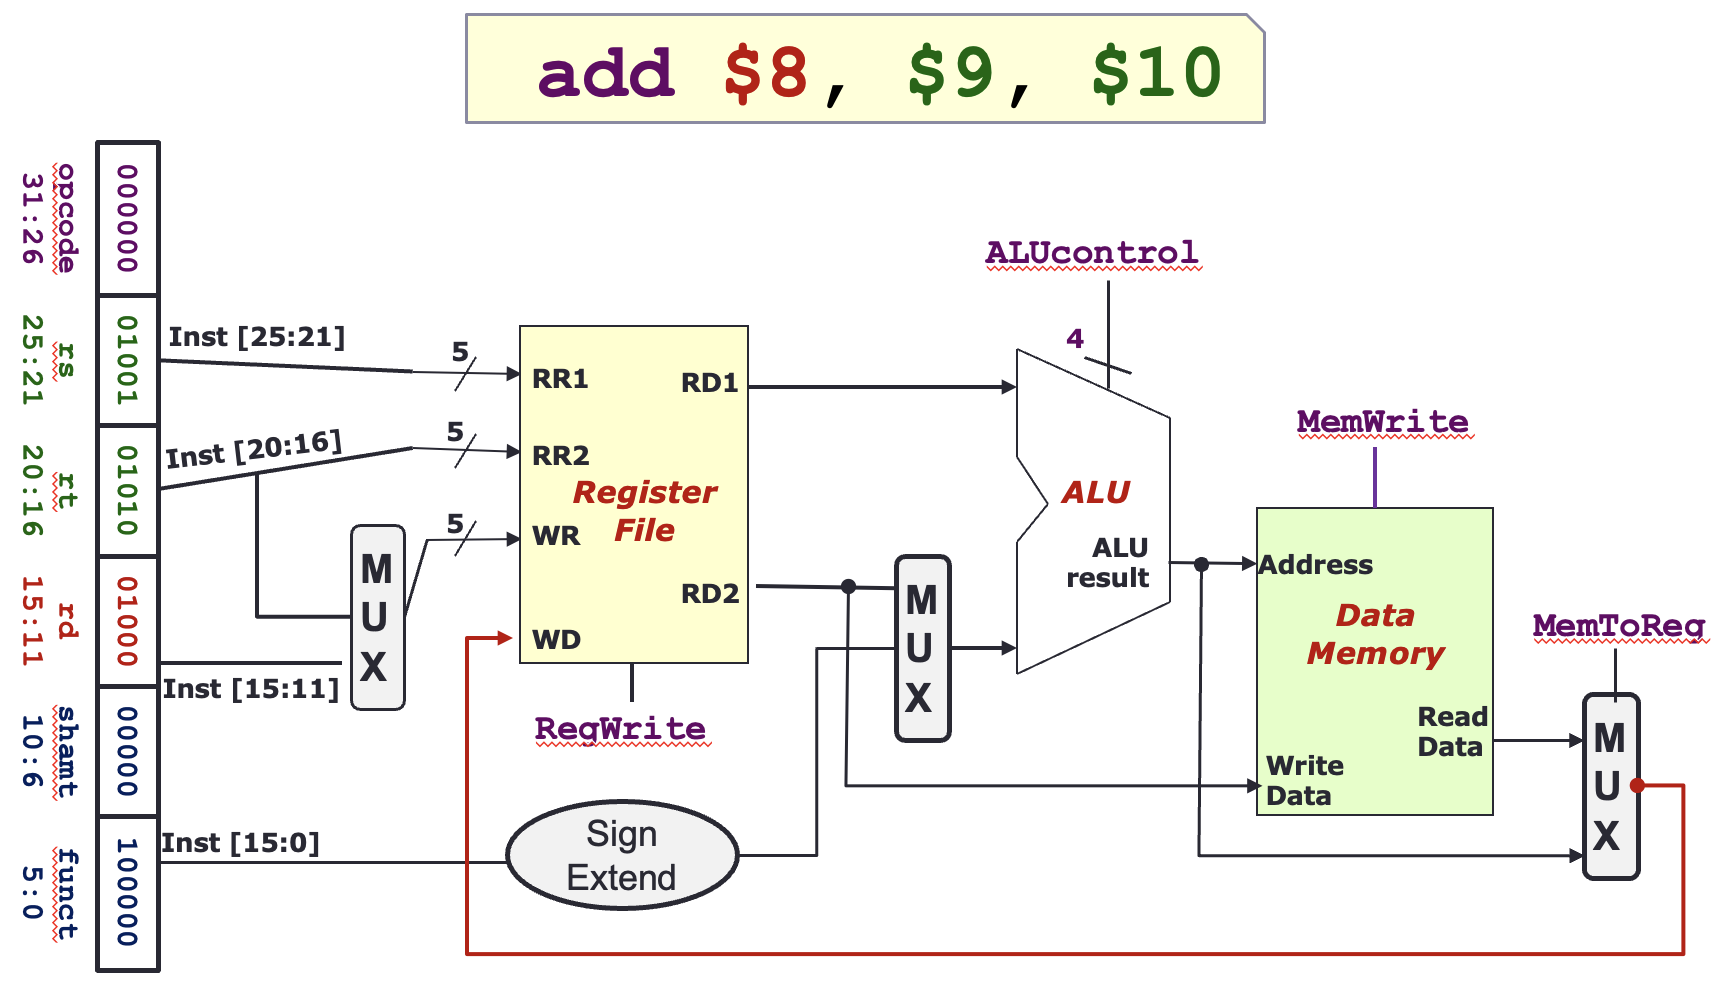 add $8, $9, $10
opcode
31:26
000000
rs
25:21
01001
rt
20:16
01010
rd
15:11
01000
shamt
10:6
00000
funct
5:0
100000
Inst [25:21]
5
Inst [20:16]
5
5
Inst [15:11]
Inst [15:0]
M
U
X
RR1
RR2
WR
WD
RD1
RD2
Register
File
RegWrite
Sign
Extend
M
U
X
ALUcontrol
4
ALU
ALU
result
MemWrite
Address
Data
Memory
Read
Data
Write
Data
MemToReg
M
U
X